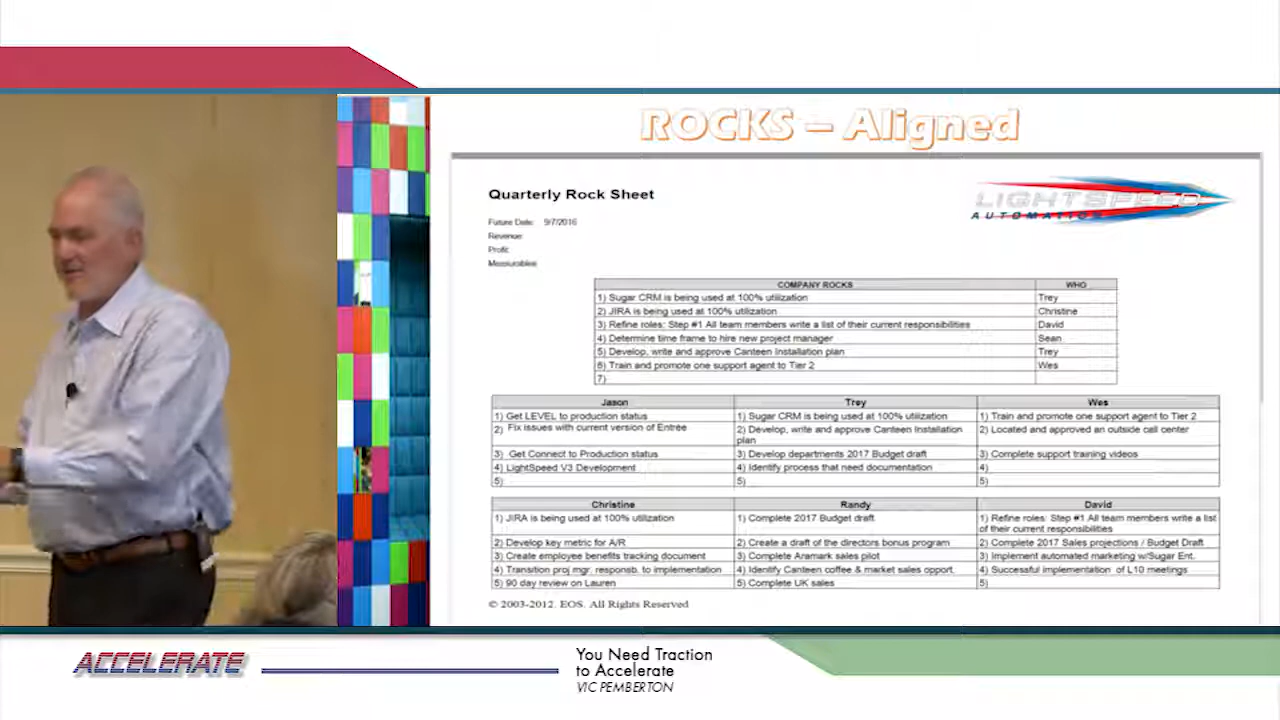 ROCKS – Aligned
Quarterly Rock Sheet
LIGHTSPEED
AUTOMATION
Future Date: 9/7/2016
Revenue:
Profit:
Measurables:
COMPANY ROCKS WHO
1) Sugar CRM is being used at 100% utilization Trey
2) JIRA is being used at 100% utilization Christine
3) Refine roles: Step #1 All team members write a list of their current responsibilities David
4) Determine time frame to hire new project manager Sean
5) Develop, write and approve Canteen Installation plan Trey
6) Train and promote one support agent to Tier 2 Wes
7)
Jason Trey Wes
1) Get LEVEL to production status 1) Sugar CRM is being used at 100% utilization 1) Train and promote one support agent to Tier 2
2) Fix issues with current version of Entrée 2) Develop, write and approve Canteen Installation 2) Located and approved an outside call center
plan
3) Get Connect to Production status 3) Develop departments 2017 Budget draft 3) Complete support training videos
4) LightSpeed V3 Development 4) Identify process that need documentation 4)
5) 5) 5)
Christine Randy David
1) JIRA is being used at 100% utilization 1) Complete 2017 Budget draft 1) Refine roles: Step #1 All team members write a list
of their current responsibilities
2) Develop key metric for A/R 2) Create a draft of the directors bonus program 2) Complete 2017 Sales projections / Budget Draft
3) Create employee benefits tracking document 3) Complete Aramark sales pilot 3) Implement automated marketing w/Sugar Ent.
4) Transition proj mgr. responsib. to implementation 4) Identify Canteen coffee & market sales opport. 4) Successful implementation of L10 meetings
5) 90 day review on Lauren 5) Complete UK sales 5)
© 2003-2012. EOS. All Rights Reserved
ACCELERATE
You Need Traction
to Accelerate
VIC PEMBERTON